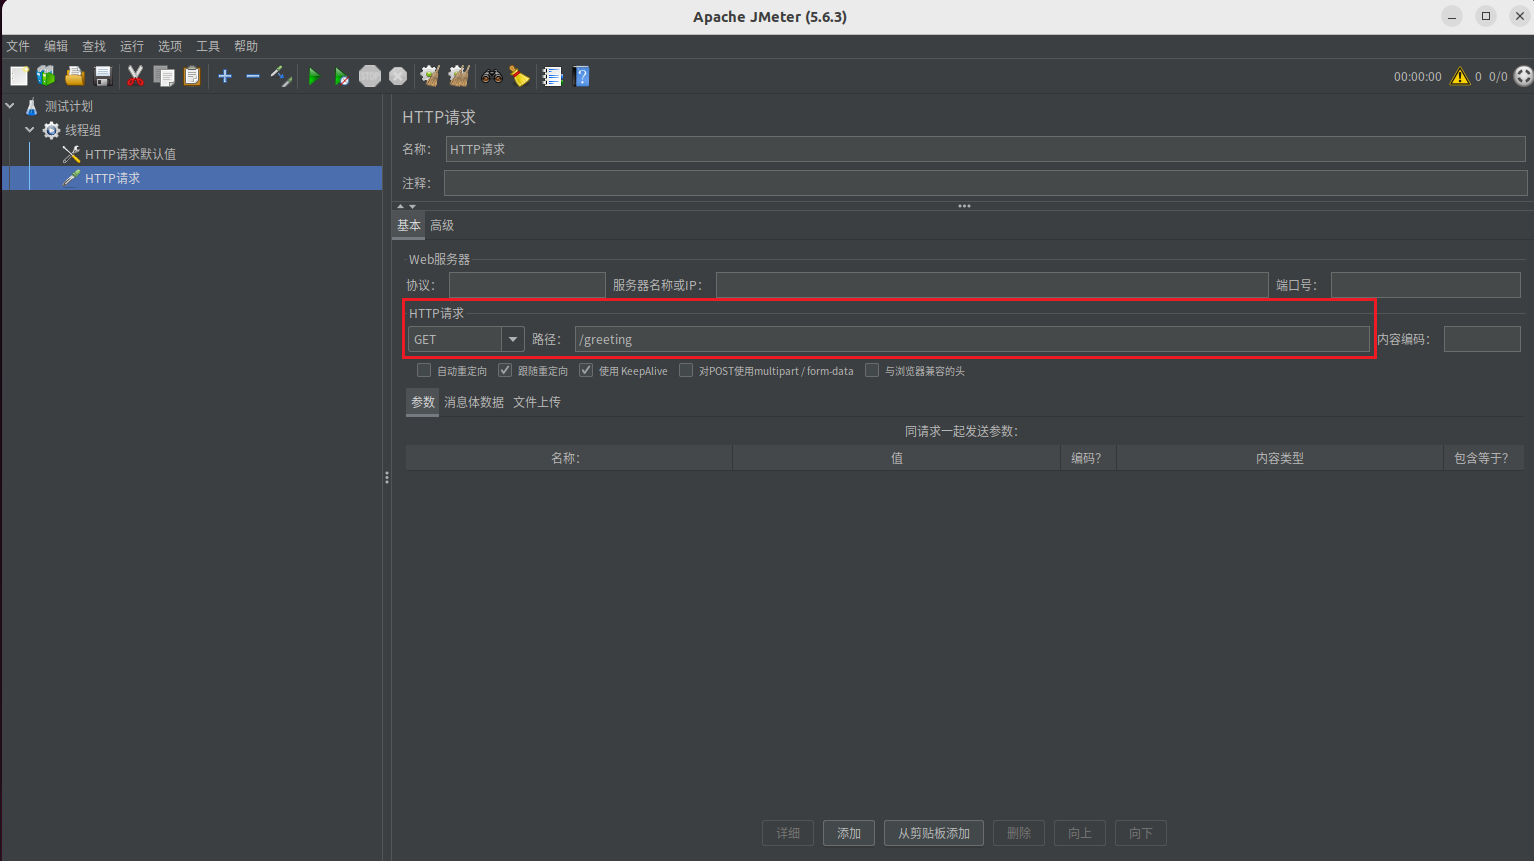 Apache JMeter (5.6.3)
文件 编辑 查找 运行 选项 工具 帮助
STOP
00:00:00 0 0/0
测试计划
线程组
HTTP请求默认值
HTTP请求
HTTP请求
名称： HTTP请求
注释：
基本 高级
Web服务器
协议： 服务器名称或IP： 端口号：
HTTP请求
GET 路径： /greeting 内容编码：
自动重定向 跟随重定向 使用 KeepAlive 对POST使用multipart / form-data 与浏览器兼容的头
参数 消息体数据 文件上传
同请求一起发送参数：
名称： 值 编码？ 内容类型 包含等于？
详细 添加 从剪贴板添加 删除 向上 向下